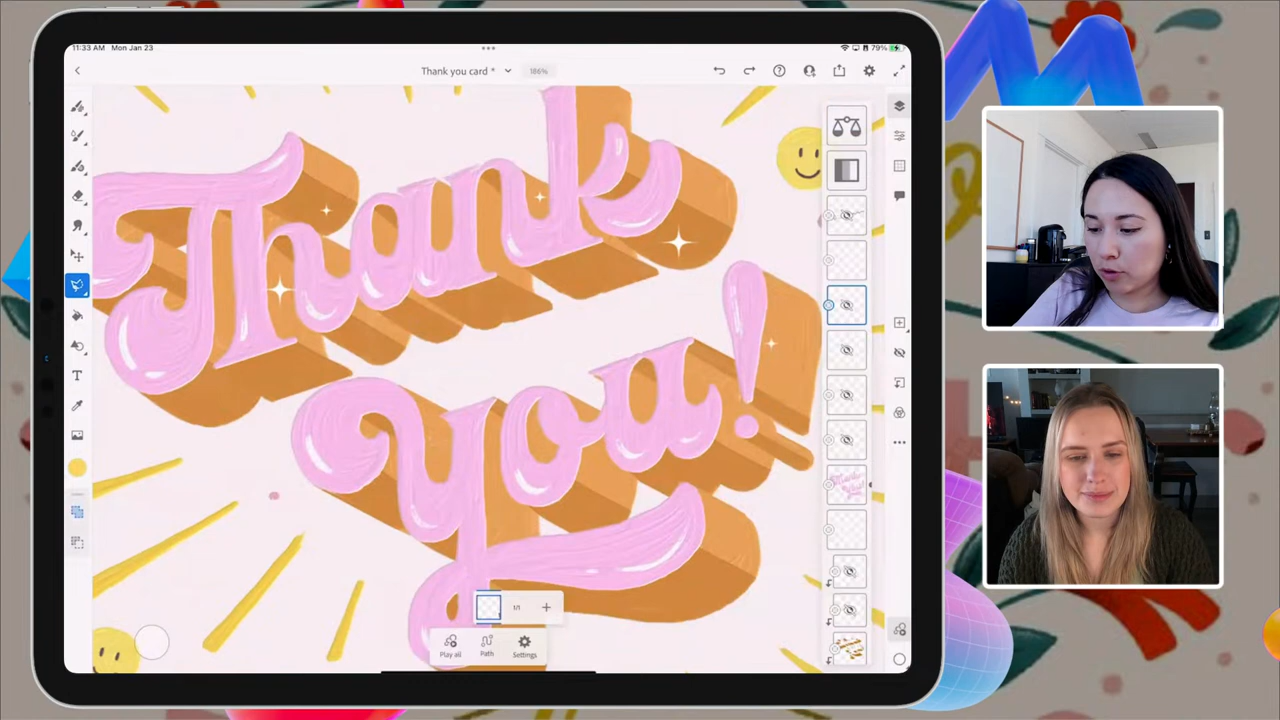 11:33 AM Mon Jan 23
79%
Thank you card *
186%
Thank
You!
1/1
Play all
Path
Settings